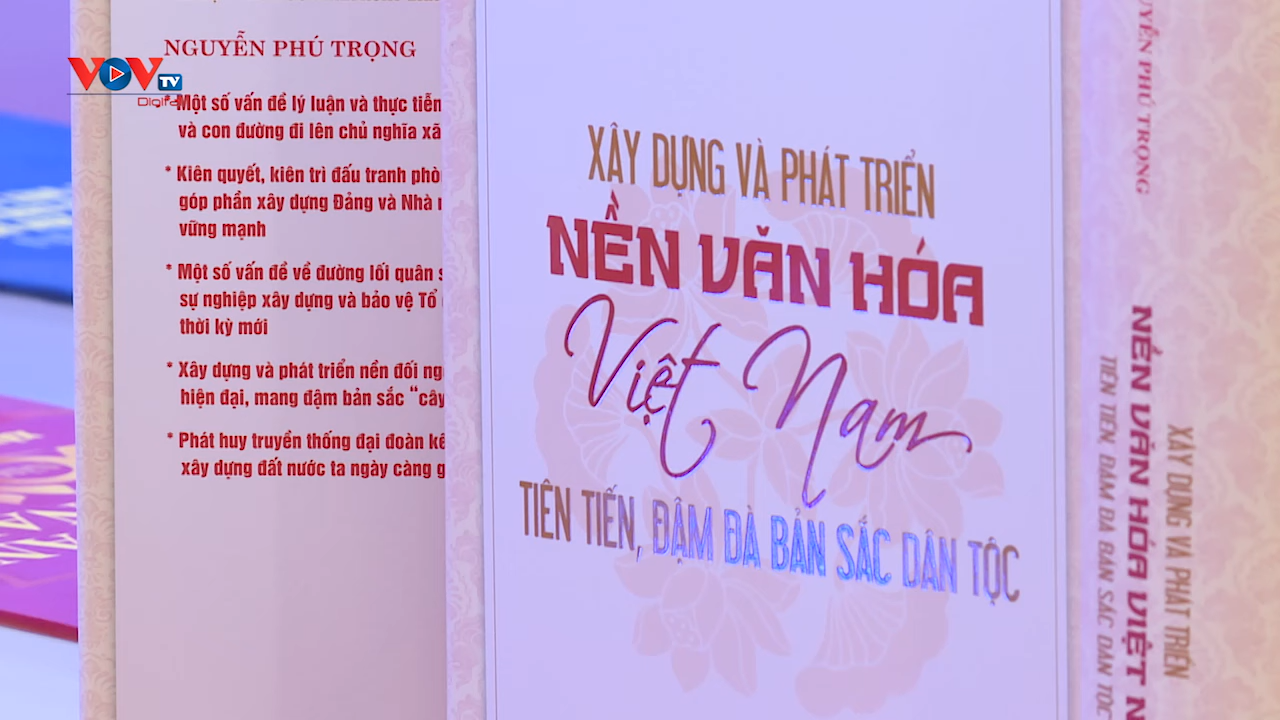 NGUYỄN PHÚ TRỌNG
VOV TV
Digital
* Một số vấn đề lý luận và thực tiễn
và con đường đi lên chủ nghĩa xã
* Kiên quyết, kiên trì đấu tranh
góp phần xây dựng Đảng và Nhà
vững mạnh
* Một số vấn đề về đường lối quân
sự nghiệp xây dựng và bảo vệ Tổ
thời kỳ mới
* Xây dựng và phát triển nền đối
hiện đại, mang đậm bản sắc "cây
* Phát huy truyền thống đại đoàn
xây dựng đất nước ta ngày càng
XÂY DỰNG VÀ PHÁT TRIỂN
NỀN VĂN HÓA
Việt Nam
TIÊN TIẾN, ĐẬM ĐÀ BẢN SẮC DÂN TỘC
PHÚ TRỌNG
XÂY DỰNG VÀ PHÁT TRIỂN
NỀN VĂN HÓA VIỆT
TIÊN TIẾN, ĐẬM ĐÀ BẢN SẮC DÂN TỘC